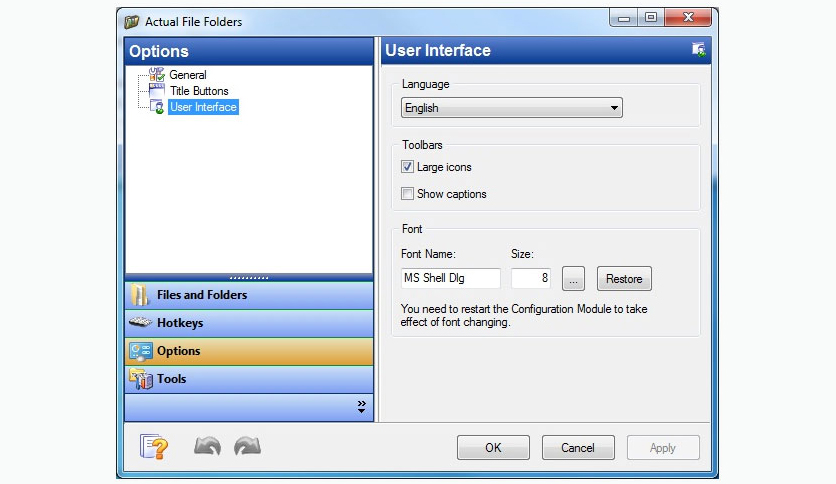 Actual File Folders
Options
General
Title Buttons
User Interface
Files and Folders
Hotkeys
Options
Tools
User Interface
Language
English
Toolbars
Large icons
Show captions
Font
Font Name: Size:
MS Shell Dlg 8 ... Restore
You need to restart the Configuration Module to take
effect of font changing.
OK Cancel Apply